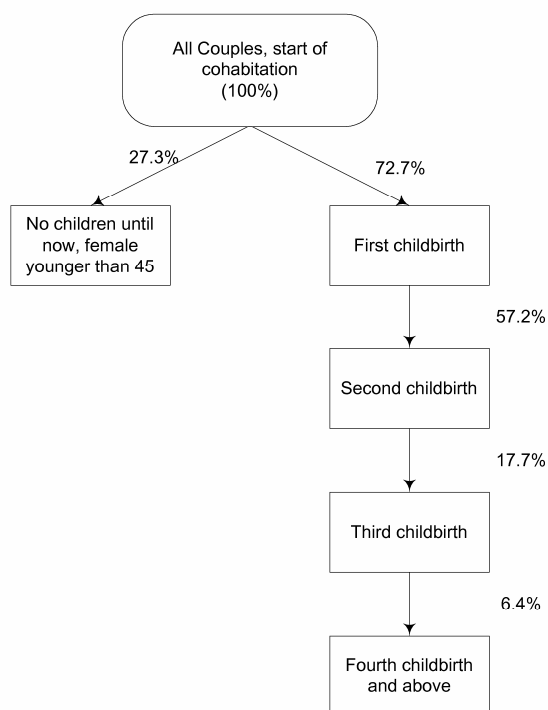 All Couples, start of
cohabitation
(100%)
27.3%
72.7%
No children until
now, female
younger than 45
First childbirth
57.2%
Second childbirth
17.7%
Third childbirth
6.4%
Fourth childbirth
and above